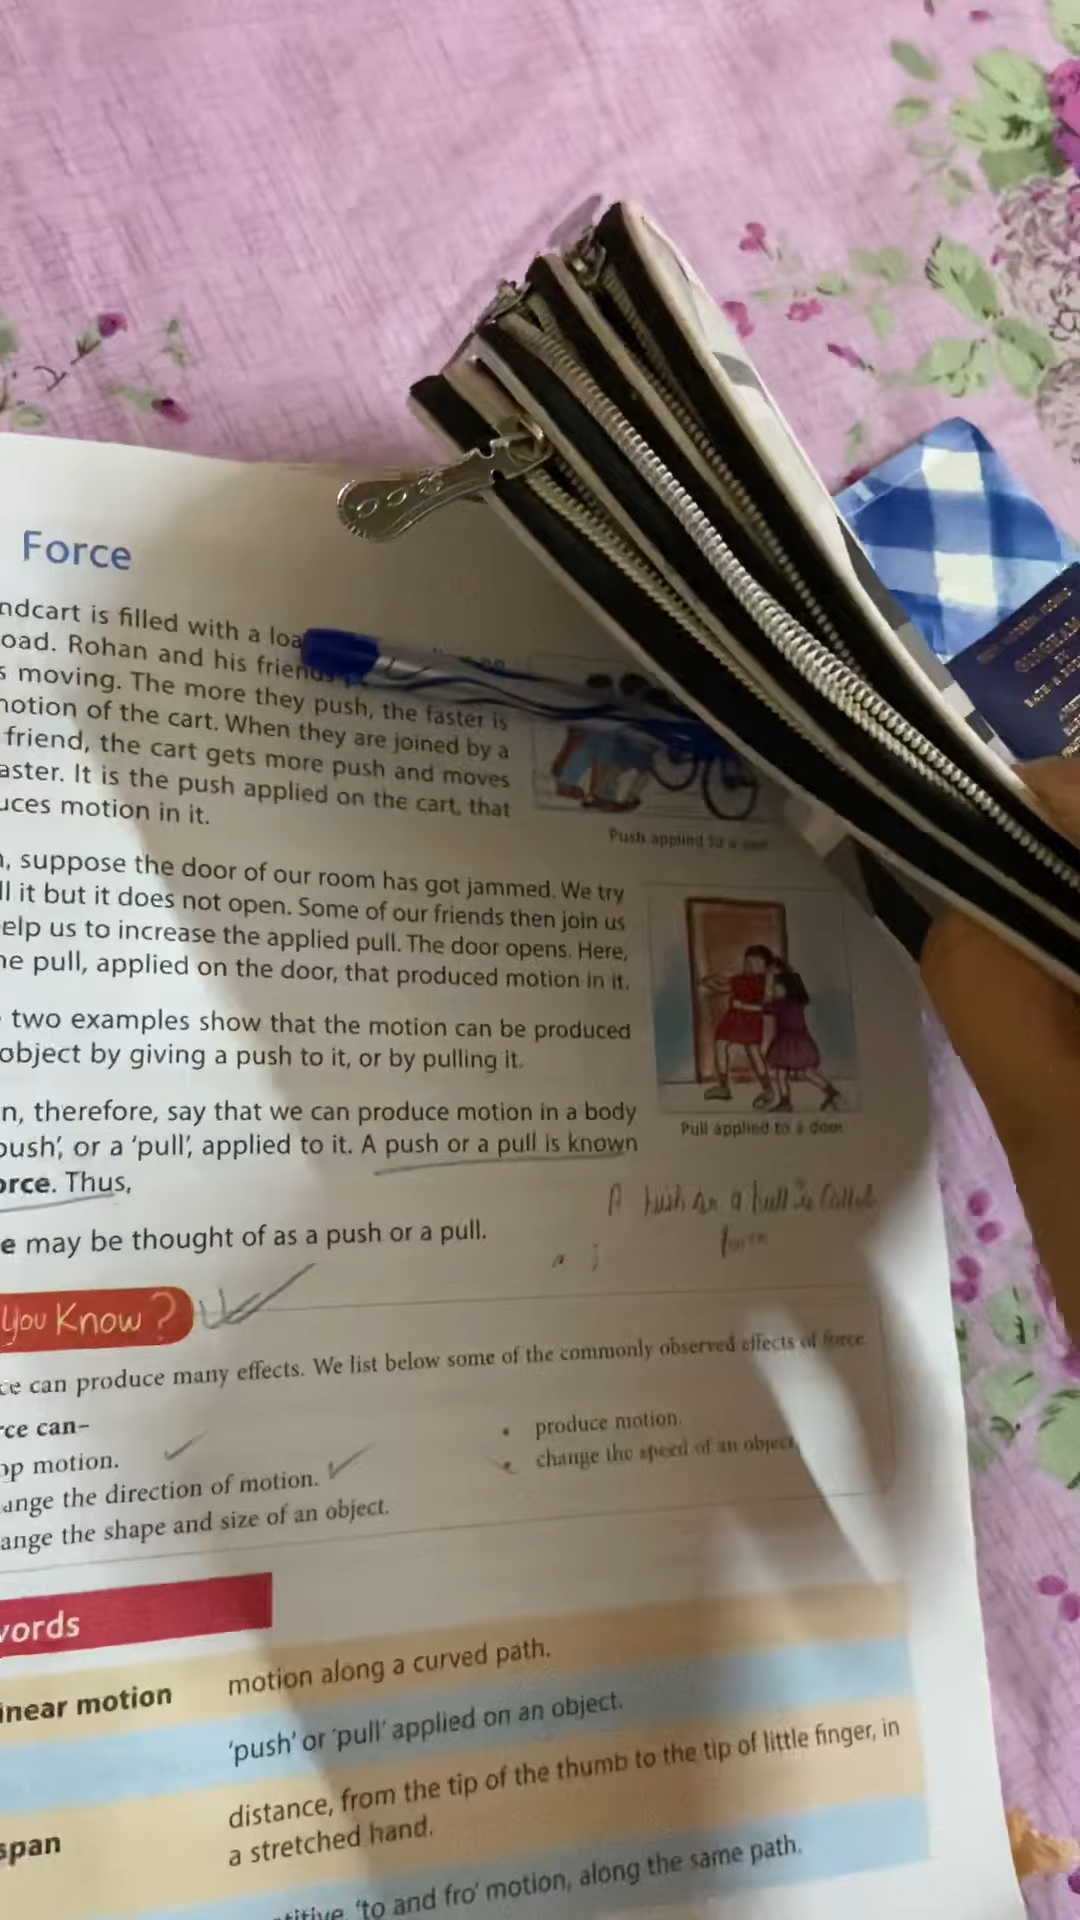 Force
ndcart is filled with a loa
oad. Rohan and his friends
s moving. The more they push, the faster is
notion of the cart. When they are joined by a
friend, the cart gets more push and moves
aster. It is the push applied on the cart, that
uces motion in it.
Push applied to a
, suppose the door of our room has got jammed. We try
ll it but it does not open. Some of our friends then join us
elp us to increase the applied pull. The door opens. Here,
he pull, applied on the door, that produced motion in it.
two examples show that the motion can be produced
object by giving a push to it, or by pulling it.
n, therefore, say that we can produce motion in a body
push', or a 'pull', applied to it. A push or a pull is known
orce. Thus,
Pull applied to a door
A push or a pull is called
force
e may be thought of as a push or a pull.
You Know?
ce can produce many effects. We list below some of the commonly observed effects of force.
rce can–
op motion.
• produce motion.
ange the direction of motion.
• change the speed of an object
ange the shape and size of an object.
words
inear motion motion along a curved path.
'push' or 'pull' applied on an object.
span distance, from the tip of the thumb to the tip of little finger, in
a stretched hand.
titive, 'to and fro' motion, along the same path.